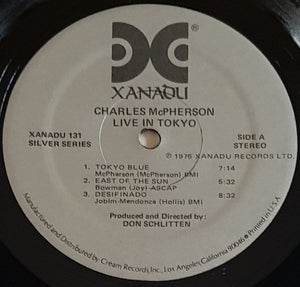 XANADU
CHARLES McPHERSON
LIVE IN TOKYO
XANADU 131
SILVER SERIES
SIDE A
STEREO
℗ 1976 XANADU RECORDS LTD.
1. TOKYO BLUE 7:14
McPherson (McPherson) BMI
2. EAST OF THE SUN 5:32
Bowman (Joy)-ASCAP
3. DESIFINADO 8:32
Jobim-Mendonca (Hollis) BMI
Produced and Directed by:
DON SCHLITTEN
Manufactured and Distributed by Cream Records, Inc., Los Angeles, California 90046 • Printed in U.S.A.